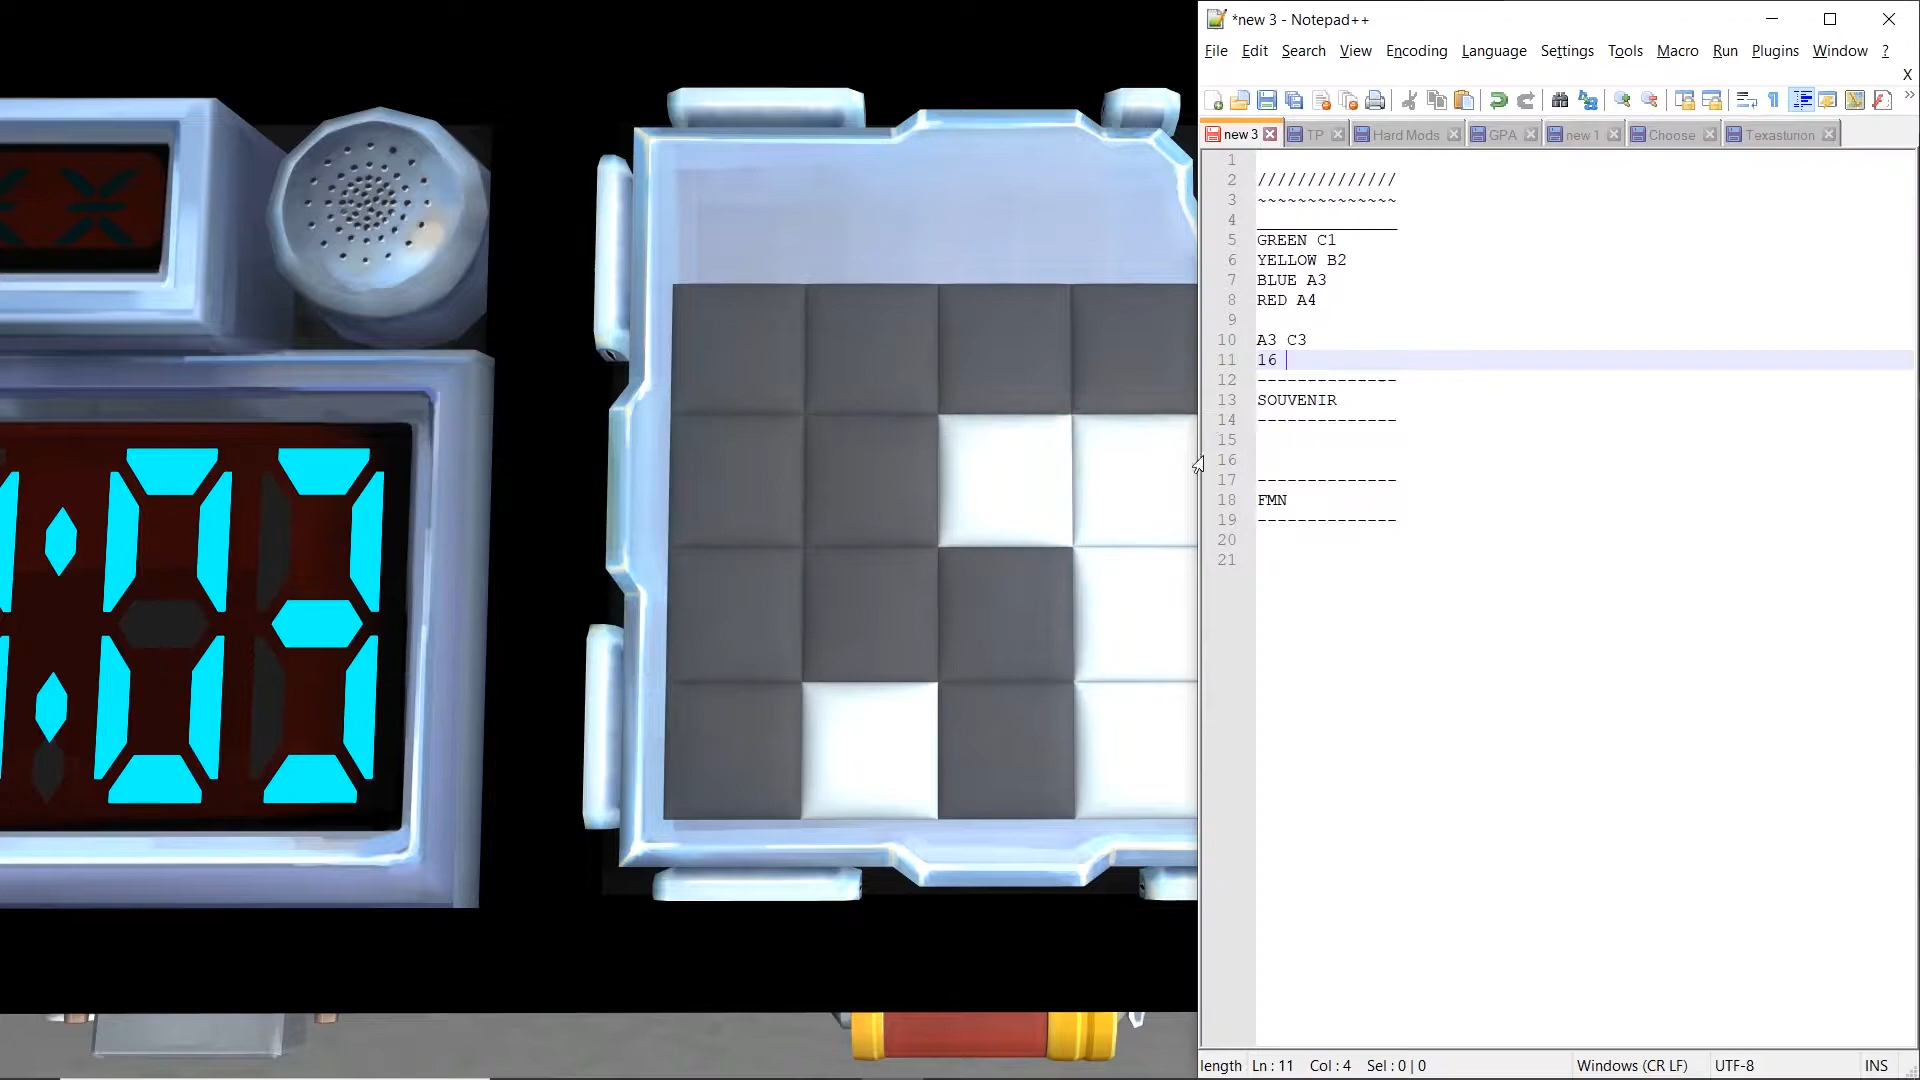 *new 3 - Notepad++
File Edit Search View Encoding Language Settings Tools Macro Run Plugins Window ?
X
new 3 TP Hard Mods GPA new 1 Choose Texastunon
1
2 //////////////
3 ~~~~~~~~~~~~~~
4 ______________
5 GREEN C1
6 YELLOW B2
7 BLUE A3
8 RED A4
9
10 A3 C3
11 16
12 --------------
13 SOUVENIR
14 --------------
15
16
17 --------------
18 FMN
19 --------------
20
21
:03
length Ln : 11 Col : 4 Sel : 0 | 0 Windows (CR LF) UTF-8 INS